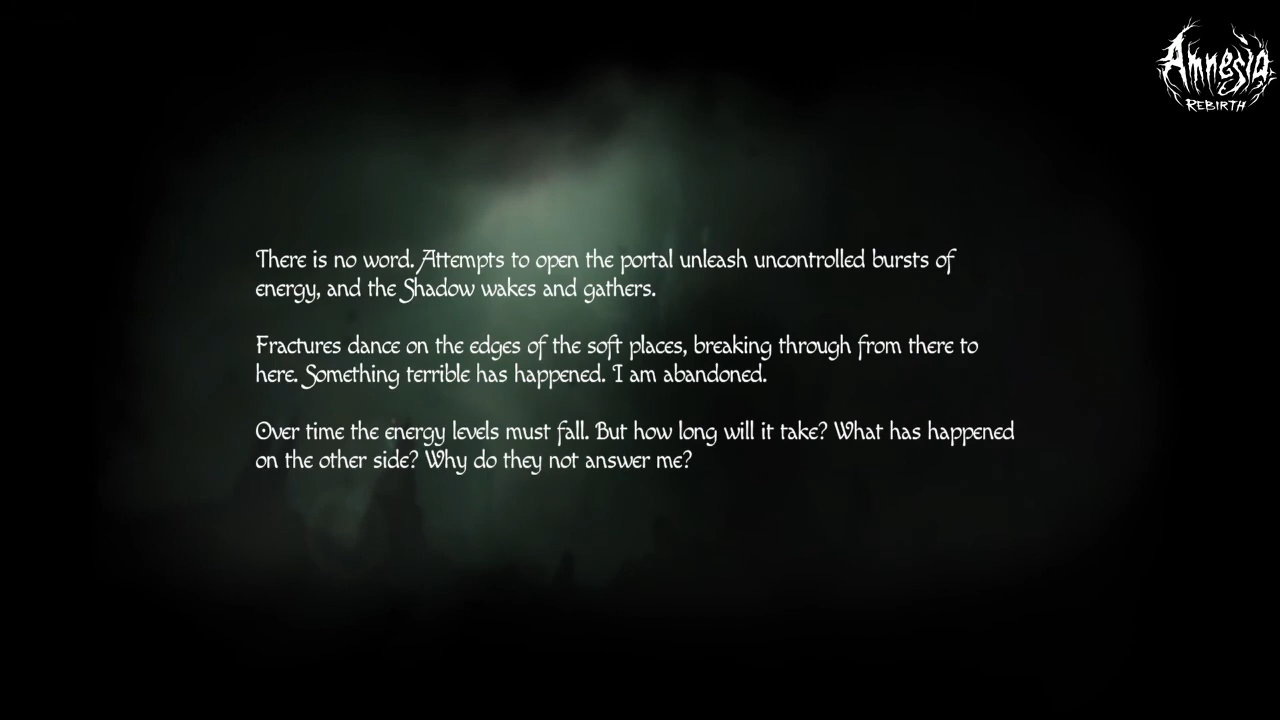 Amnesia
REBIRTH
There is no word. Attempts to open the portal unleash uncontrolled bursts of
energy, and the Shadow wakes and gathers.
Fractures dance on the edges of the soft places, breaking through from there to
here. Something terrible has happened. I am abandoned.
Over time the energy levels must fall. But how long will it take? What has happened
on the other side? Why do they not answer me?